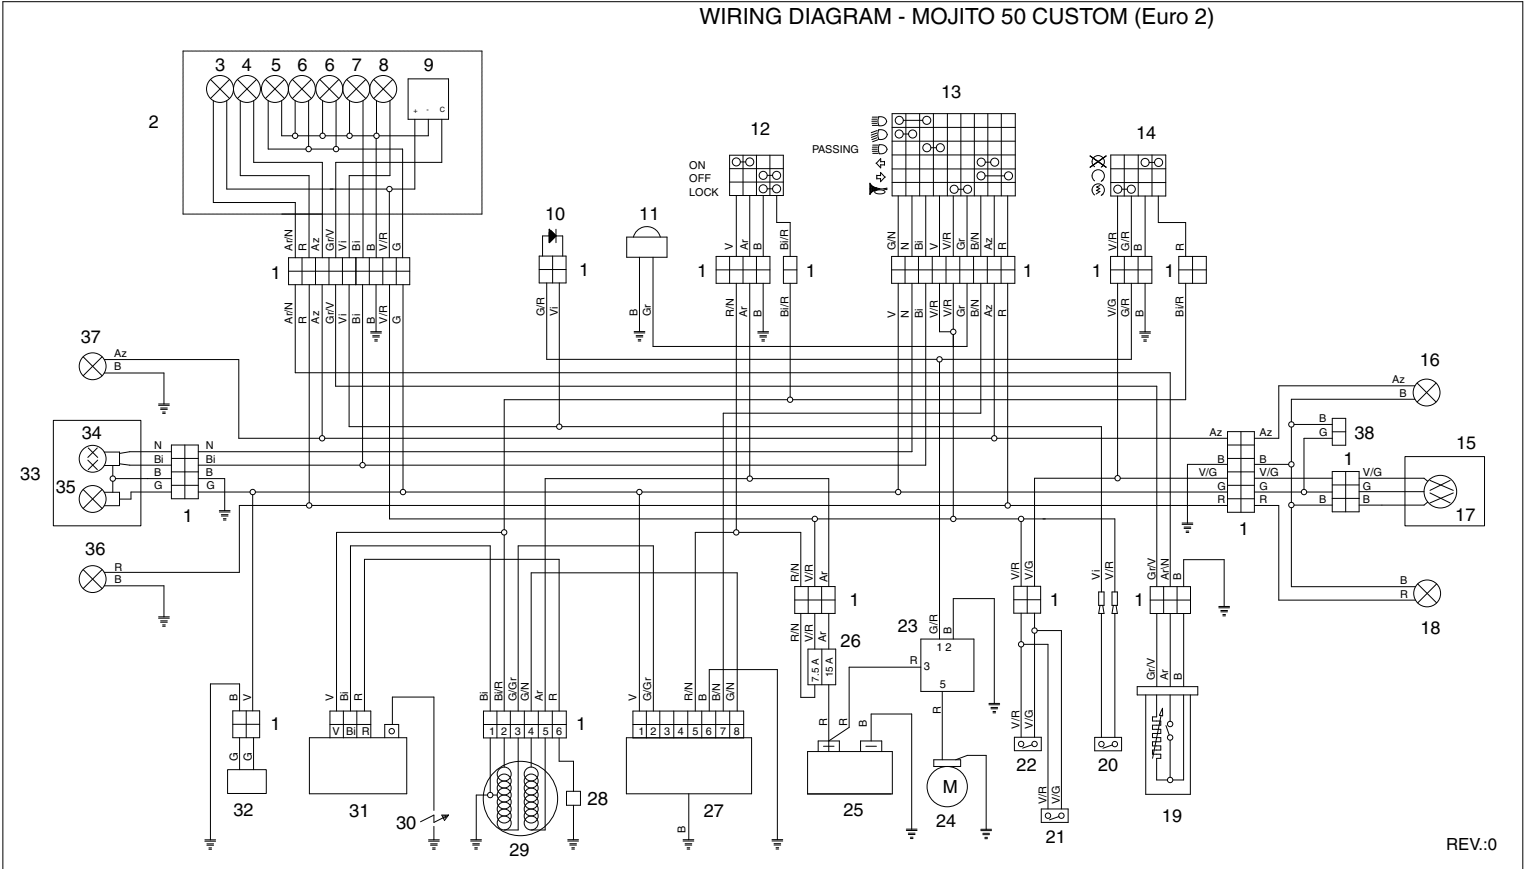 WIRING DIAGRAM - MOJITO 50 CUSTOM (Euro 2)
3 4 5 6 6 7 8 9
+ - C
2
13
12
14
PASSING
ON
OFF
LOCK
10
11
Ar/N R Az Gr/V Vi Bi B V/R G
V Ar B Bi/R
G/N N Bi V V/R Gr B/N Az R
V/R G/R B R
1
1
1
1
1
1
1
Ar/N R Az Gr/V Vi Bi B V/R G
G/R Vi
B Gr
R/N Ar B Bi/R
V N Bi V/R V/R Gr B/N Az R
V/G G/R B Bi/R
37
Az
B
16
Az
B
33
34
35
N N
Bi Bi
B B
G G
1
Az Az
B B
V/G V/G
G G
R R
1
B
G
38
15
1
V/G
G
B B
17
36
R
B
B
R
18
R/N V/R Ar
1
R/N V/R Ar
26
7.5 A 15 A
23
G/R B
1 2
3
R
5
R
V/R V/G
1
Vi V/R
Gr/V Ar/N B
1
Gr/V Ar B
B V
1
G G
32
V Bi R
V Bi R
31
30
Bi Bi/R G/Gr G/N Ar R
1 2 3 4 5 6
1
28
29
V G/Gr R/N B B/N G/N
1 2 3 4 5 6 7 8
27
B
R R B
25
M
24
V/R V/G
22
V/R V/G
21
20
19
REV.:0